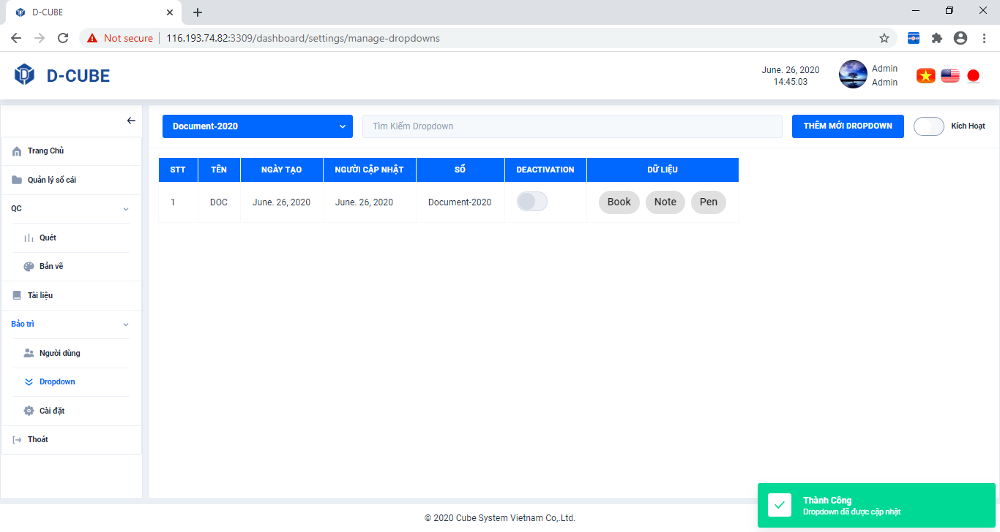 D-CUBE
Not secure
116.193.74.82:3309/dashboard/settings/manage-dropdowns
D-CUBE
June. 26, 2020
14:45:03
Admin
Admin
Document-2020
Tìm Kiếm Dropdown
THÊM MỚI DROPDOWN
Kích Hoạt
Trang Chủ
Quản lý sổ cái
QC
Quét
Bản vẽ
Tài liệu
Bảo trì
Người dùng
Dropdown
Cài đặt
Thoát
STT TÊN NGÀY TẠO NGƯỜI CẬP NHẬT SỔ DEACTIVATION DỮ LIỆU
1 DOC June. 26, 2020 June. 26, 2020 Document-2020 Book Note Pen
Thành Công
Dropdown đã được cập nhật
© 2020 Cube System Vietnam Co,.Ltd.